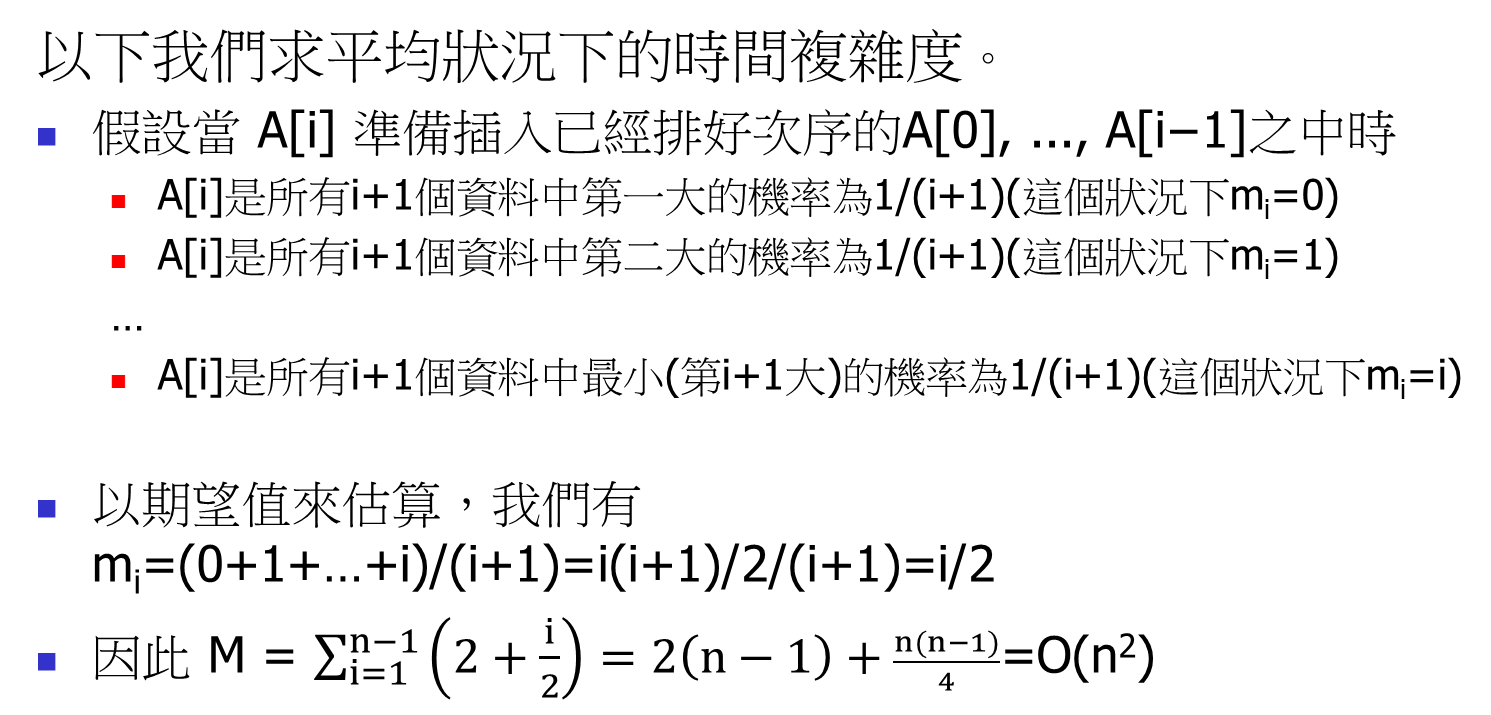 以下我們求平均狀況下的時間複雜度。
▪ 假設當 A[i] 準備插入已經排好次序的A[0], …, A[i−1]之中時
▪ A[i]是所有i+1個資料中第一大的機率為1/(i+1)(這個狀況下mᵢ=0)
▪ A[i]是所有i+1個資料中第二大的機率為1/(i+1)(這個狀況下mᵢ=1)
…
▪ A[i]是所有i+1個資料中最小(第i+1大)的機率為1/(i+1)(這個狀況下mᵢ=i)
▪ 以期望值來估算，我們有
mᵢ=(0+1+…+i)/(i+1)=i(i+1)/2/(i+1)=i/2
▪ 因此 M = ∑_{i=1}^{n−1} (2 + i/2) = 2(n − 1) + n(n−1)/4=O(n²)